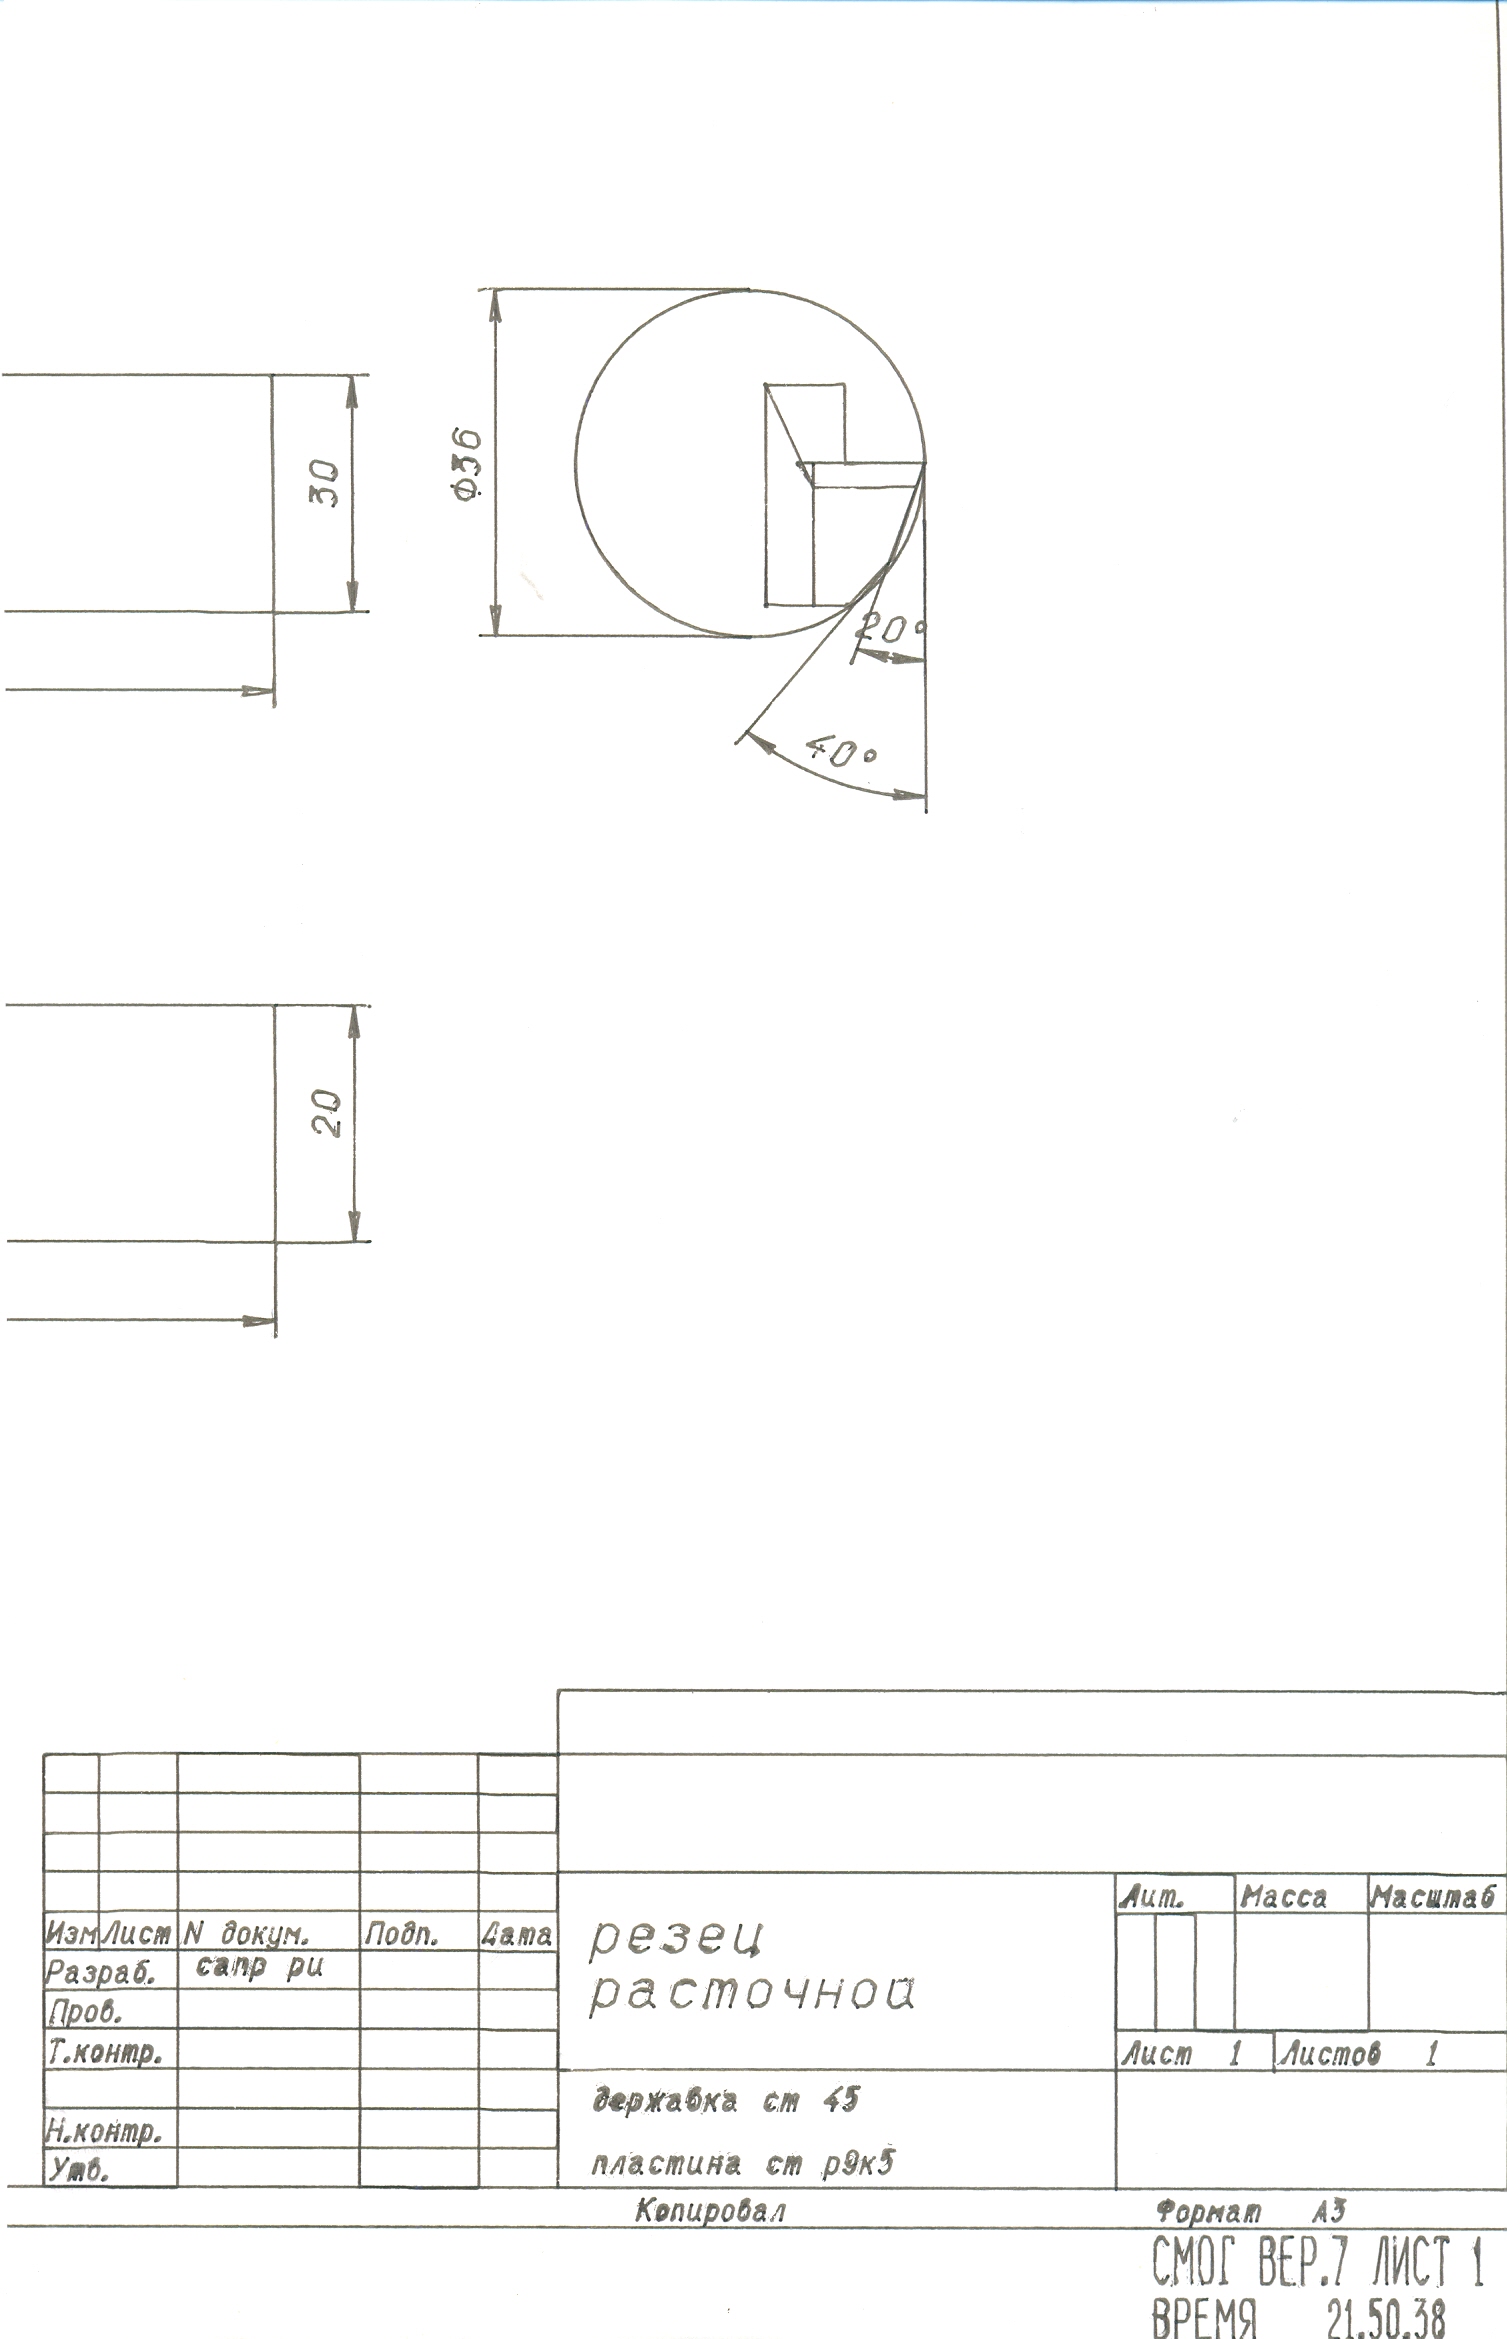 Ф36
30
20°
40°
20
Лит. Масса Масштаб
Изм Лист N докум. Подп. Дата
резец
расточной
Разраб. сапр ри
Пров.
Т.контр.
Лист 1 Листов 1
державка ст 45
Н.контр.
пластина ст р9к5
Утв.
Копировал Формат А3
СМОГ ВЕР.7 ЛИСТ 1
ВРЕМЯ 21.50.38